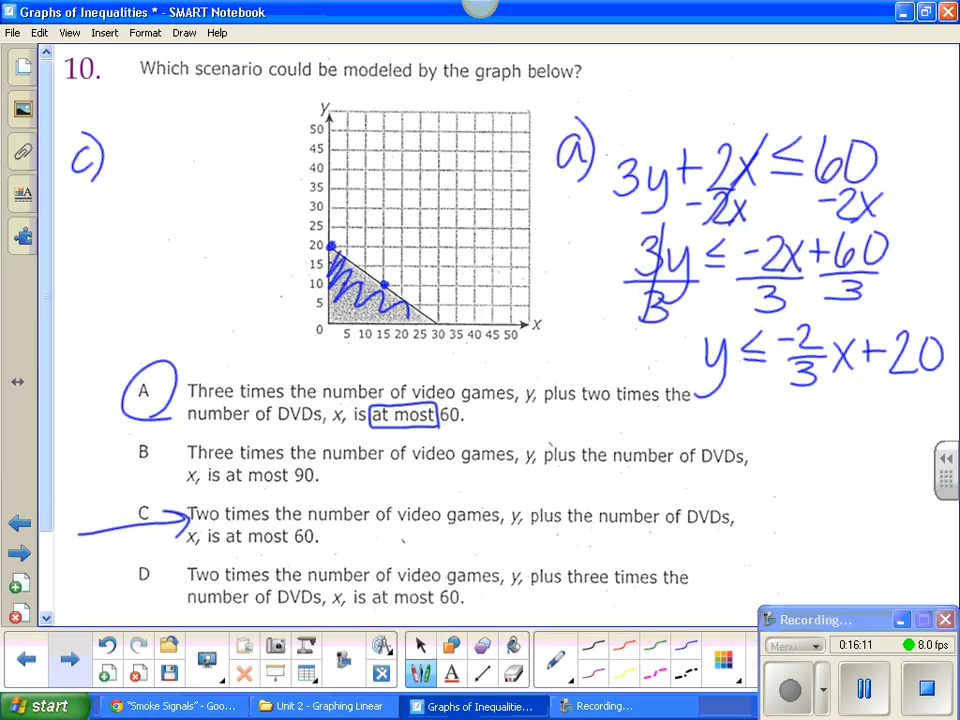 Graphs of Inequalities * - SMART Notebook
File Edit View Insert Format Draw Help
10. Which scenario could be modeled by the graph below?
c)
a)
3y+2x ≤ 60
-2x -2x
3y ≤ -2x+60
3 3 3
y ≤ -2/3 x+20
y
50
45
40
35
30
25
20
15
10
5
0
5 10 15 20 25 30 35 40 45 50
x
A Three times the number of video games, y, plus two times the
number of DVDs, x, is at most 60.
B Three times the number of video games, y, plus the number of DVDs,
x, is at most 90.
C Two times the number of video games, y, plus the number of DVDs,
x, is at most 60.
D Two times the number of video games, y, plus three times the
number of DVDs, x, is at most 60.
Recording...
Menu 0:16:11 8.0 fps
start "Smoke Signals" - Goo... Unit 2 - Graphing Linear Graphs of Inequalitie... Recording...